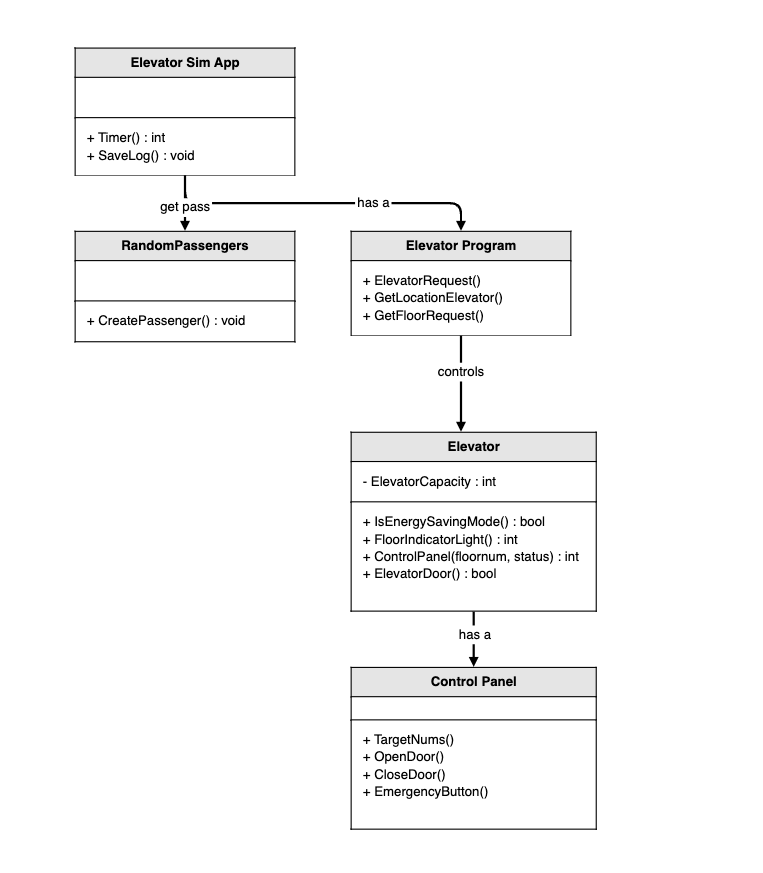 Elevator Sim App
+ Timer() : int
+ SaveLog() : void
get pass
has a
RandomPassengers
+ CreatePassenger() : void
Elevator Program
+ ElevatorRequest()
+ GetLocationElevator()
+ GetFloorRequest()
controls
Elevator
- ElevatorCapacity : int
+ IsEnergySavingMode() : bool
+ FloorIndicatorLight() : int
+ ControlPanel(floornum, status) : int
+ ElevatorDoor() : bool
has a
Control Panel
+ TargetNums()
+ OpenDoor()
+ CloseDoor()
+ EmergencyButton()